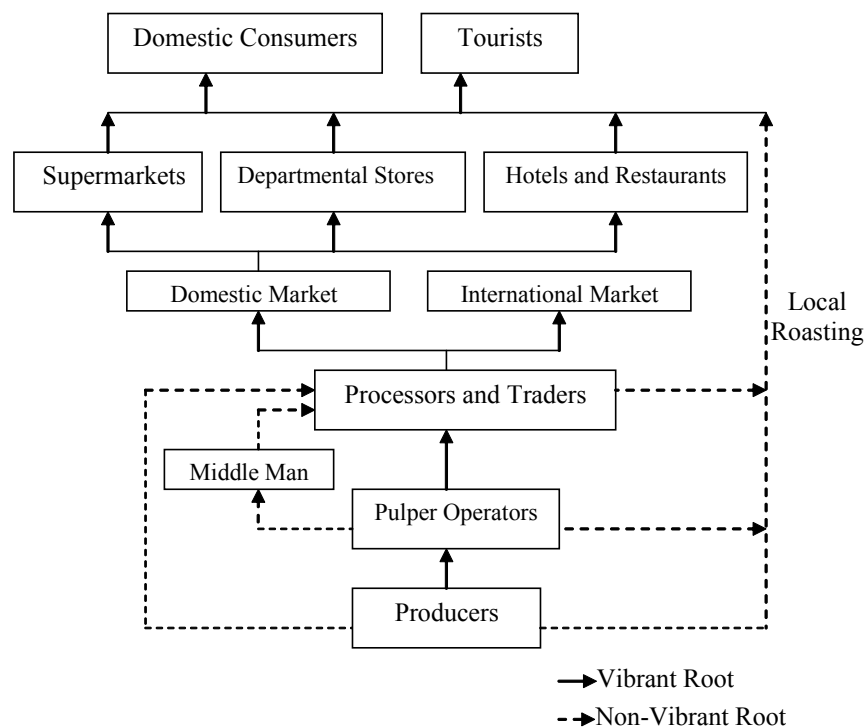 Domestic Consumers
Tourists
Supermarkets
Departmental Stores
Hotels and Restaurants
Domestic Market
International Market
Local
Roasting
Processors and Traders
Middle Man
Pulper Operators
Producers
Vibrant Root
Non-Vibrant Root